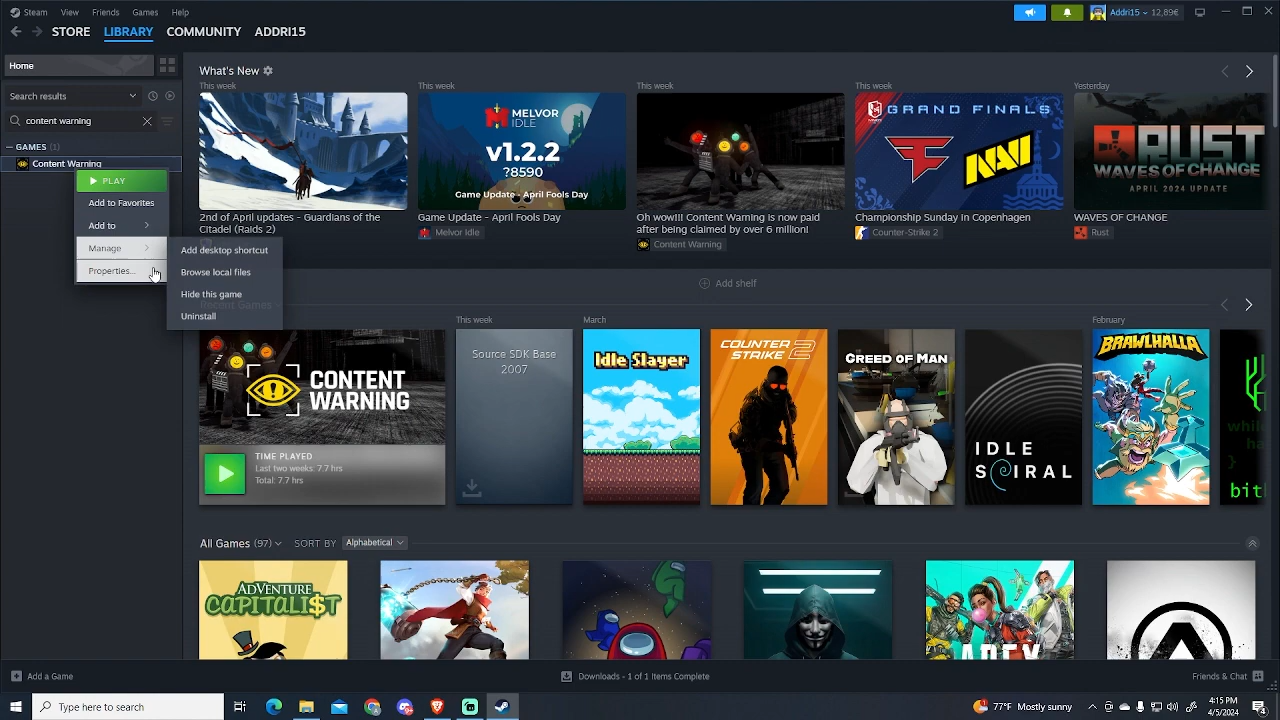 Steam View Friends Games Help
Addri15 12,89€
STORE LIBRARY COMMUNITY ADDRI15
Home
What's New
Search results
content warning
GAMES (1)
Content Warning
PLAY
Add to Favorites
Add to
Manage
Properties...
Add desktop shortcut
Browse local files
Hide this game
Uninstall
This week
2nd of April updates - Guardians of the
Citadel (Raids 2)
This week
MELVOR
IDLE
v1.2.2
?8590
Game Update - April Fools Day
Game Update - April Fools Day
Melvor Idle
This week
Oh wow!!! Content Warning is now paid
after being claimed by over 6 million!
Content Warning
This week
GRAND FINALS
FAZE
NAVI
Championship Sunday in Copenhagen
Counter-Strike 2
Yesterday
RUST
WAVES OF CHANGE
APRIL 2024 UPDATE
WAVES OF CHANGE
Rust
Add shelf
Recent Games
CONTENT
WARNING
TIME PLAYED
Last two weeks: 7.7 hrs
Total: 7.7 hrs
This week
Source SDK Base
2007
March
Idle Slayer
COUNTER
STRIKE 2
CREED OF MAN
IDLE
SPIRAL
February
BRAWLHALLA
while
ha
}
bit
All Games (97) SORT BY Alphabetical
ADVENTURE
CAPITALI$T
APEX
Add a Game
Downloads - 1 of 1 Items Complete
Friends & Chat
Type here to search
77°F Mostly sunny
4:15 PM
4/5/2024